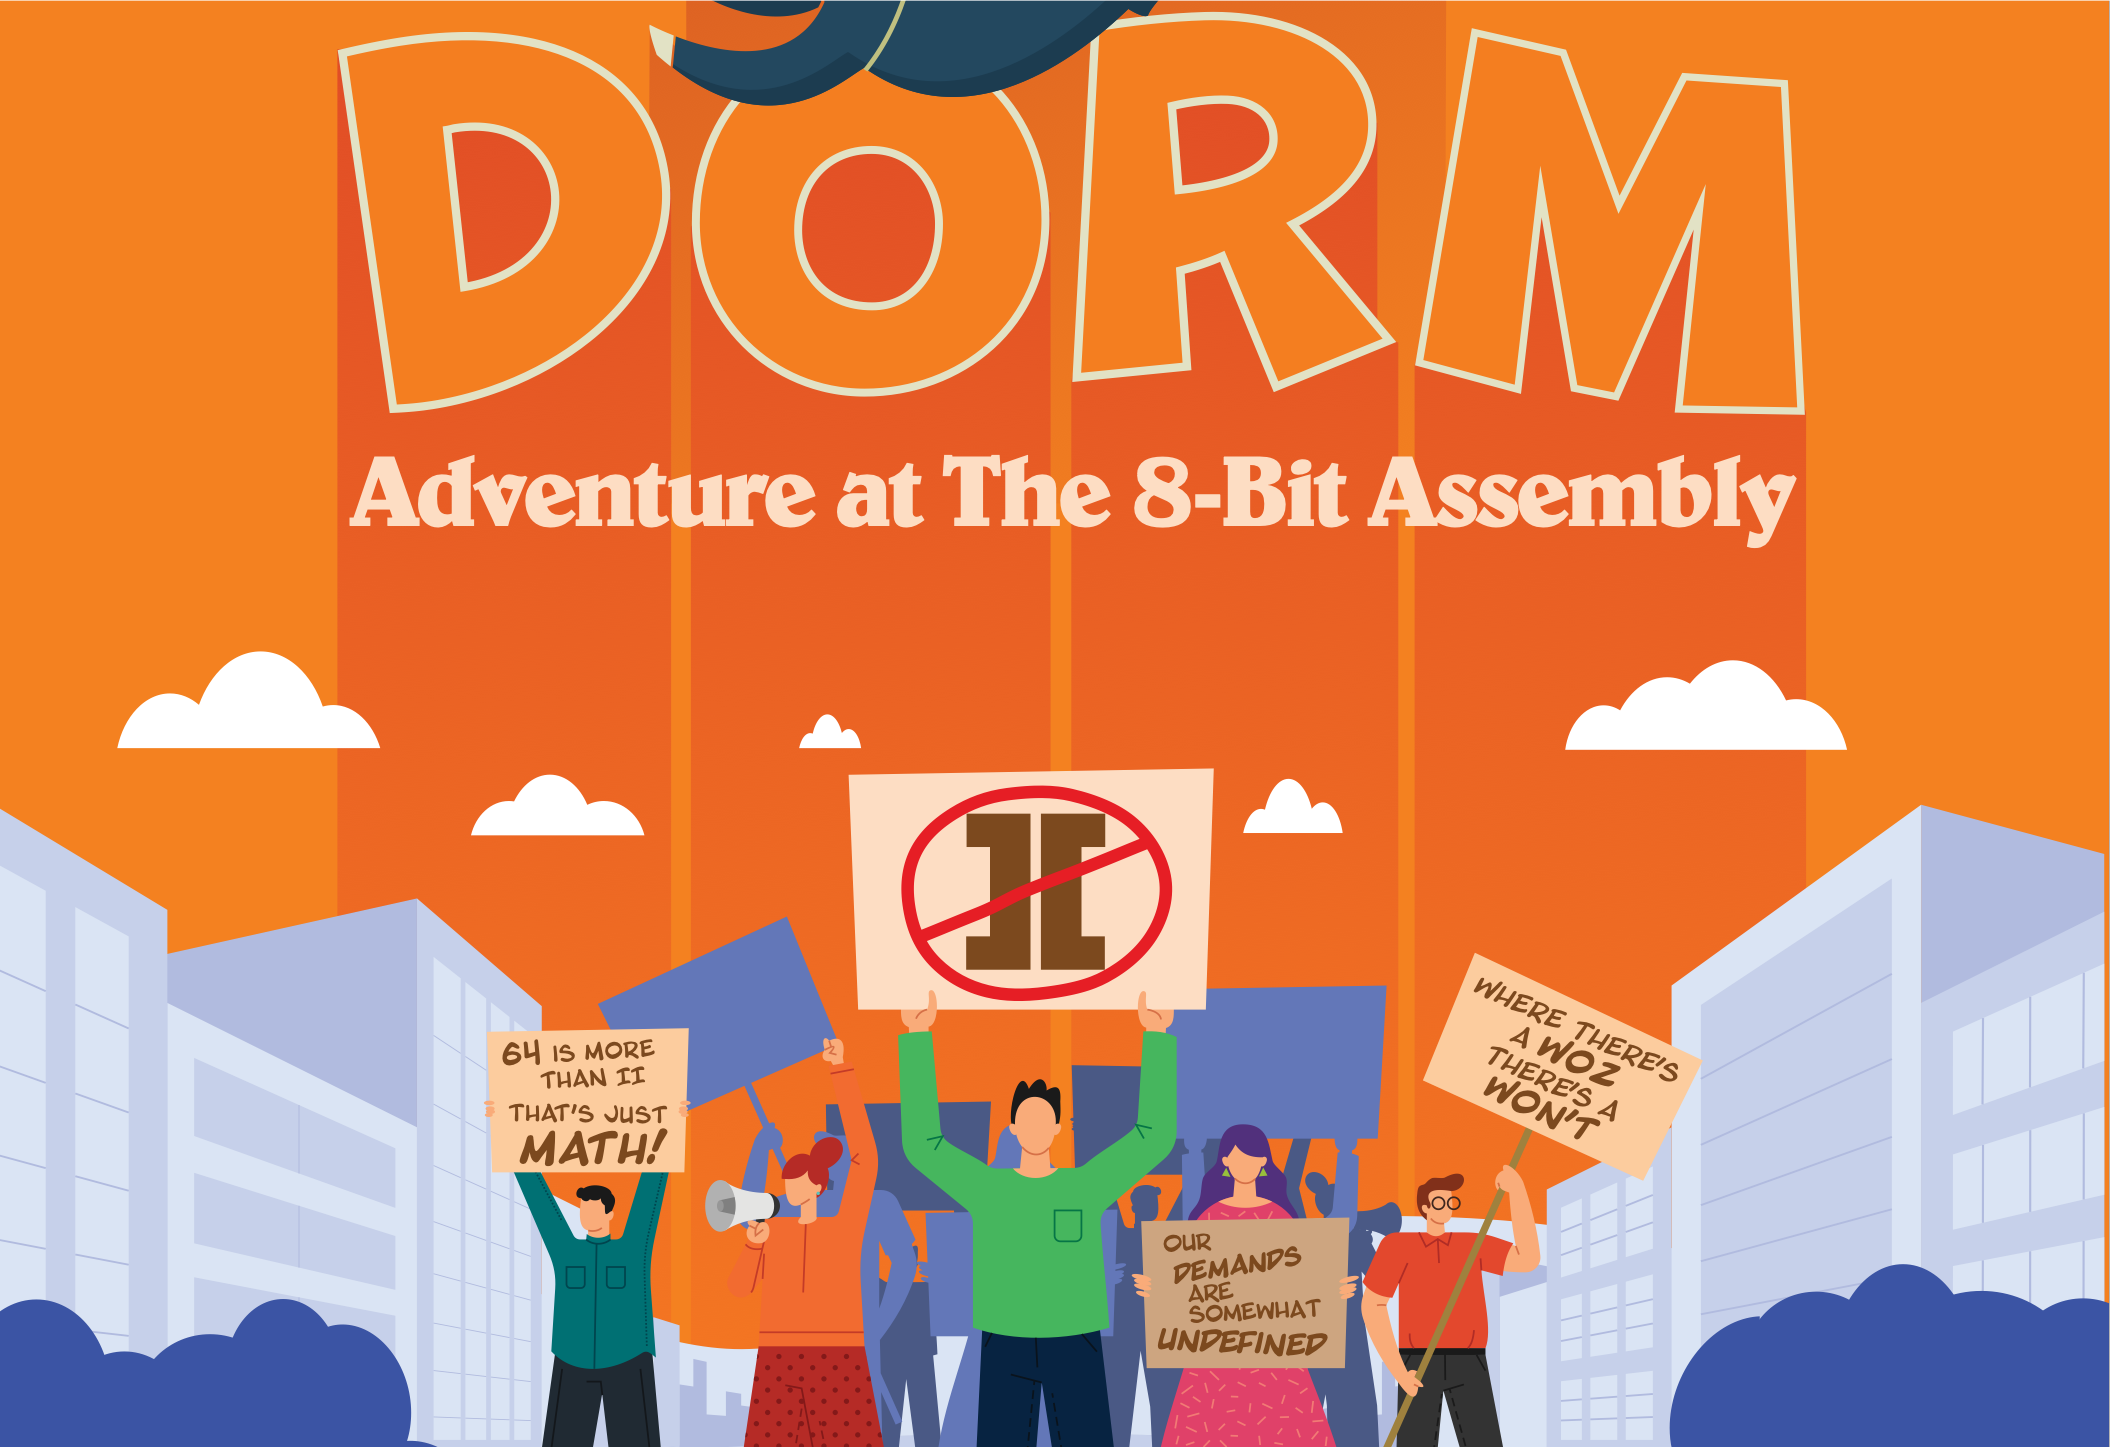 DORM
Adventure at The 8-Bit Assembly
II
64 IS MORE
THAN II
THAT'S JUST
MATH!
OUR
DEMANDS
ARE
SOMEWHAT
UNDEFINED
WHERE THERE'S
A WOZ
THERE'S A
WON'T